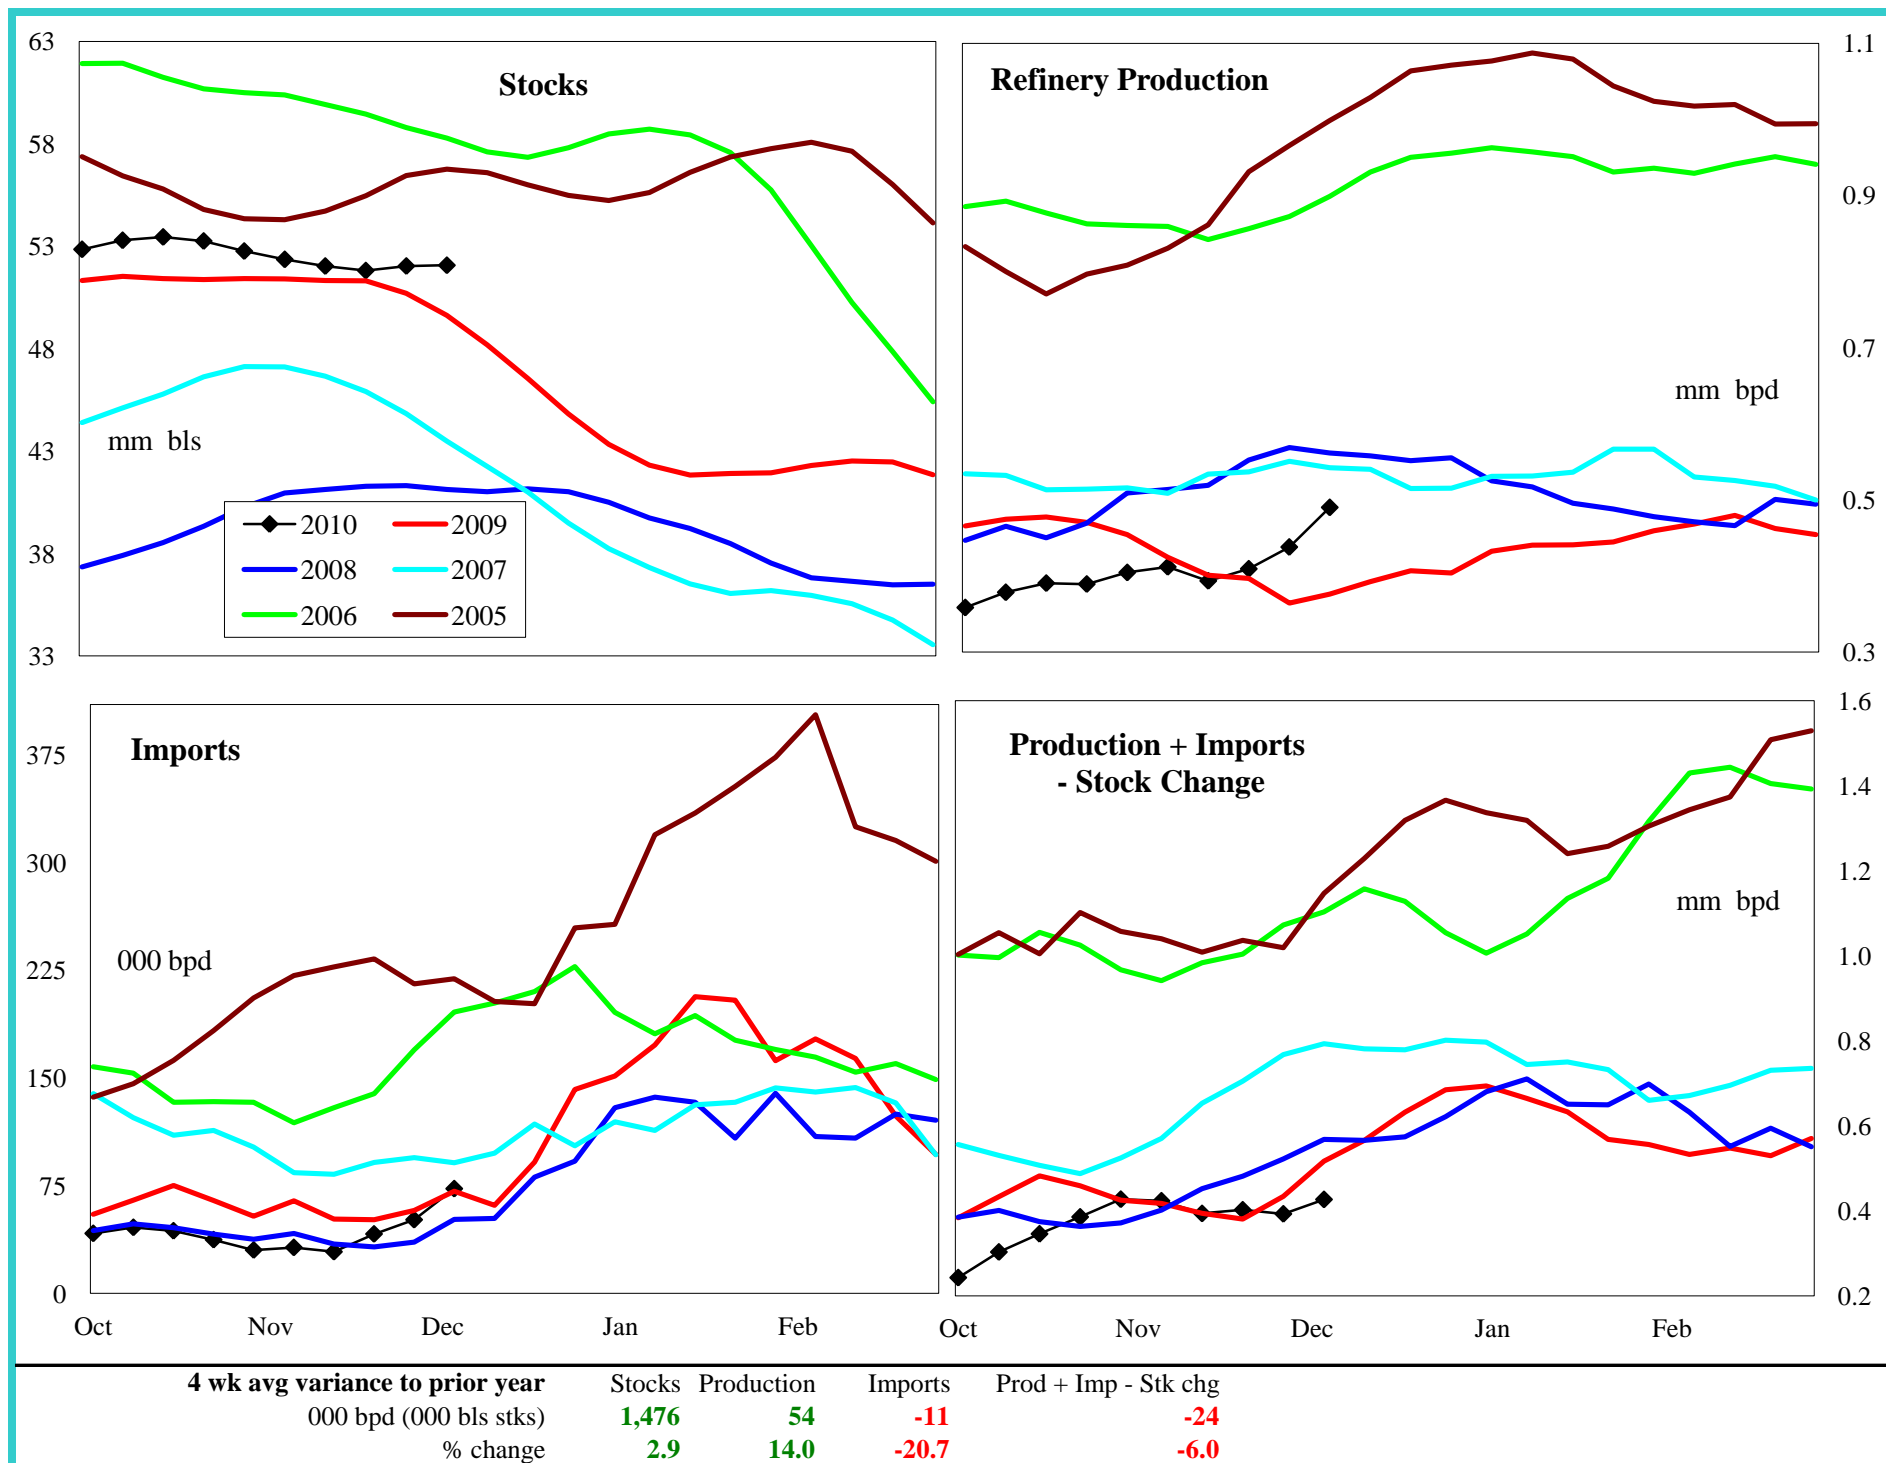 63
58
53
48
43
38
33
Stocks
mm bls
2010 2009
2008 2007
2006 2005
Refinery Production
mm bpd
1.1
0.9
0.7
0.5
0.3
Imports
000 bpd
375
300
225
150
75
0
Oct Nov Dec Jan Feb
Production + Imports
- Stock Change
mm bpd
1.6
1.4
1.2
1.0
0.8
0.6
0.4
0.2
Oct Nov Dec Jan Feb
4 wk avg variance to prior year Stocks Production Imports Prod + Imp - Stk chg
000 bpd (000 bls stks) 1,476 54 -11 -24
% change 2.9 14.0 -20.7 -6.0